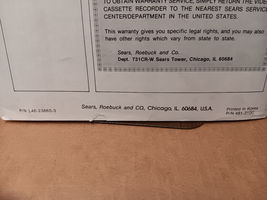 TO OBTAIN WARRANTY SERVICE, SIMPLY RETURN THE VIDEO
CASSETTE RECORDER TO THE NEAREST SEARS SERVICE
CENTER/DEPARTMENT IN THE UNITED STATES.
This warranty gives you specific legal rights, and you may also
have other rights which vary from state to state.
Sears, Roebuck and Co.
Dept. 731CR-W Sears Tower, Chicago, IL 60684
Sears, Roebuck and CO, Chicago, IL. 60684, U.S.A.
Printed in Korea
P/N
P/N